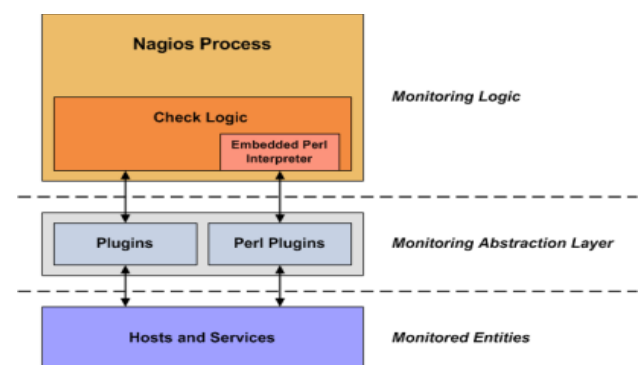 Nagios Process
Monitoring Logic
Check Logic
Embedded Perl
Interpreter
Plugins
Perl Plugins
Monitoring Abstraction Layer
Hosts and Services
Monitored Entities